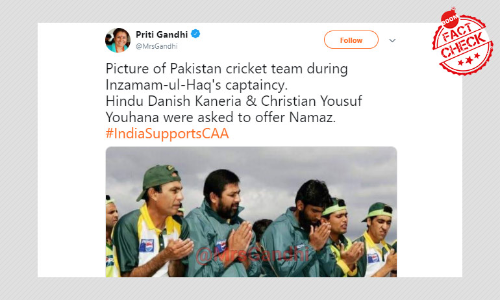 Priti Gandhi
@MrsGandhi
Follow
BOOM
FACT
CHECK
Picture of Pakistan cricket team during
Inzamam-ul-Haq's captaincy.
Hindu Danish Kaneria & Christian Yousuf
Youhana were asked to offer Namaz.
#IndiaSupportsCAA
@MrsGandhi